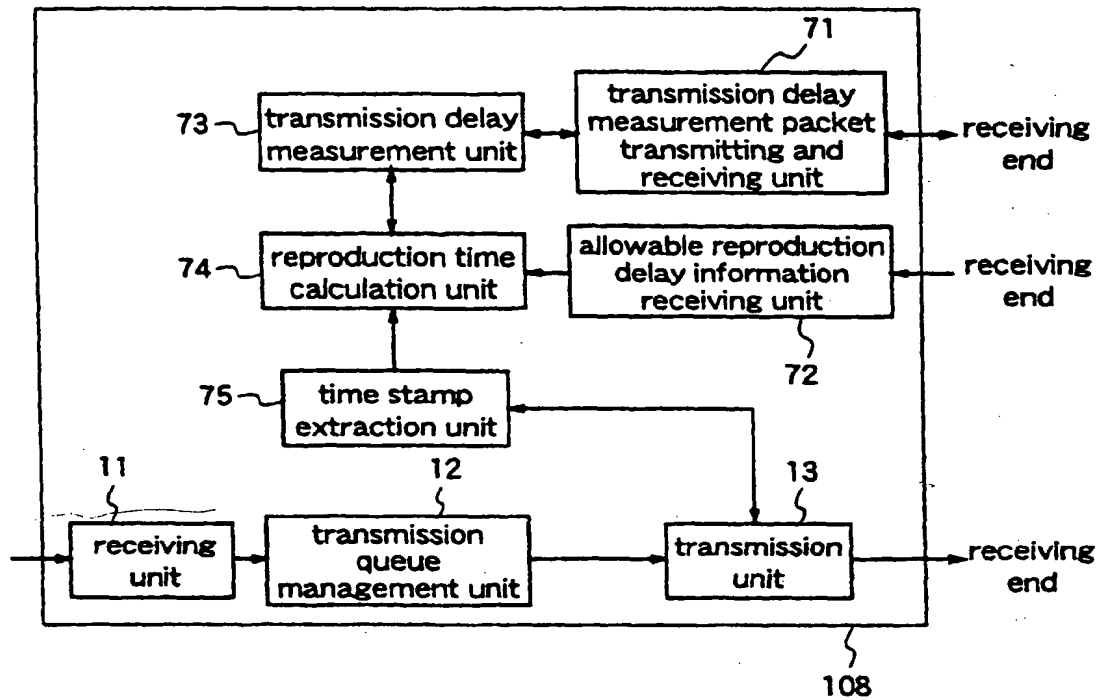 71
73
transmission delay
measurement unit
transmission delay
measurement packet
transmitting and
receiving unit
receiving
end
74
reproduction time
calculation unit
allowable reproduction
delay information
receiving unit
receiving
end
72
75
time stamp
extraction unit
11
12
13
receiving
unit
transmission
queue
management unit
transmission
unit
receiving
end
108